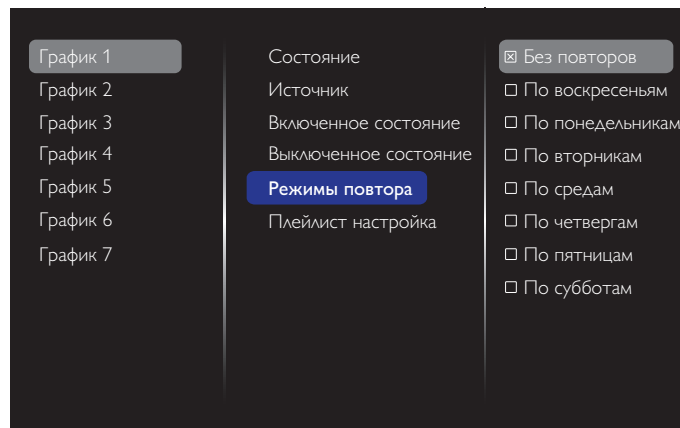 График 1
График 2
График 3
График 4
График 5
График 6
График 7
Состояние
Источник
Включенное состояние
Выключенное состояние
Режимы повтора
Плейлист настройка
Без повторов
По воскресеньям
По понедельникам
По вторникам
По средам
По четвергам
По пятницам
По субботам